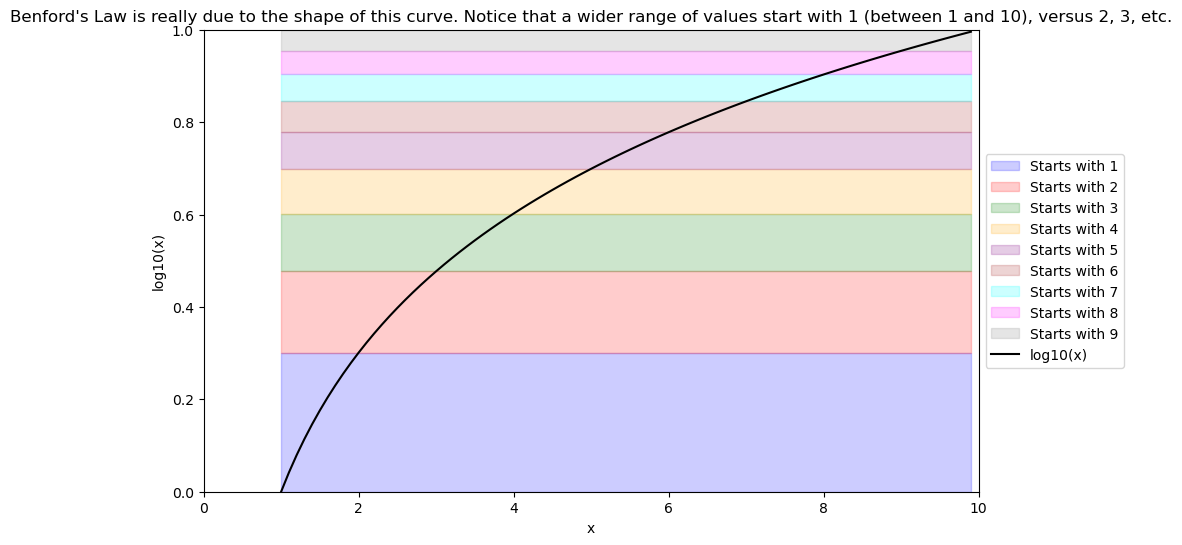 Benford's Law is really due to the shape of this curve. Notice that a wider range of values start with 1 (between 1 and 10), versus 2, 3, etc.
1.0
0.8
0.6
0.4
0.2
0.0
log10(x)
0 2 4 6 8 10
x
Starts with 1
Starts with 2
Starts with 3
Starts with 4
Starts with 5
Starts with 6
Starts with 7
Starts with 8
Starts with 9
log10(x)